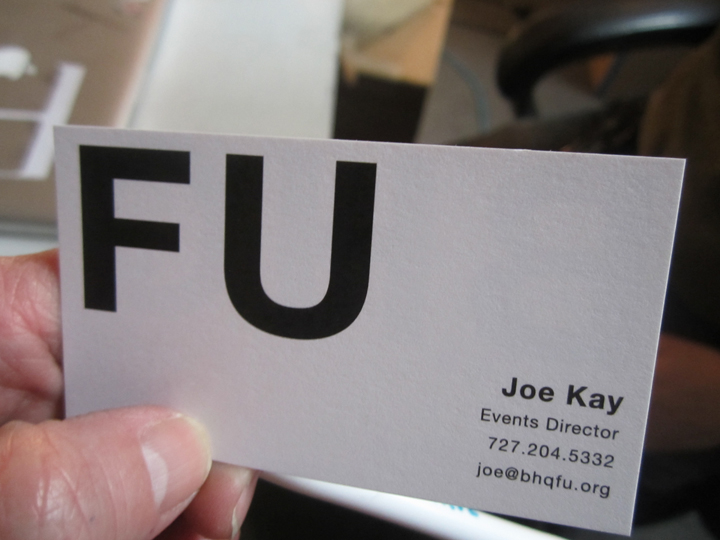 FU
Joe Kay
Events Director
727.204.5332
joe@bhqfu.org